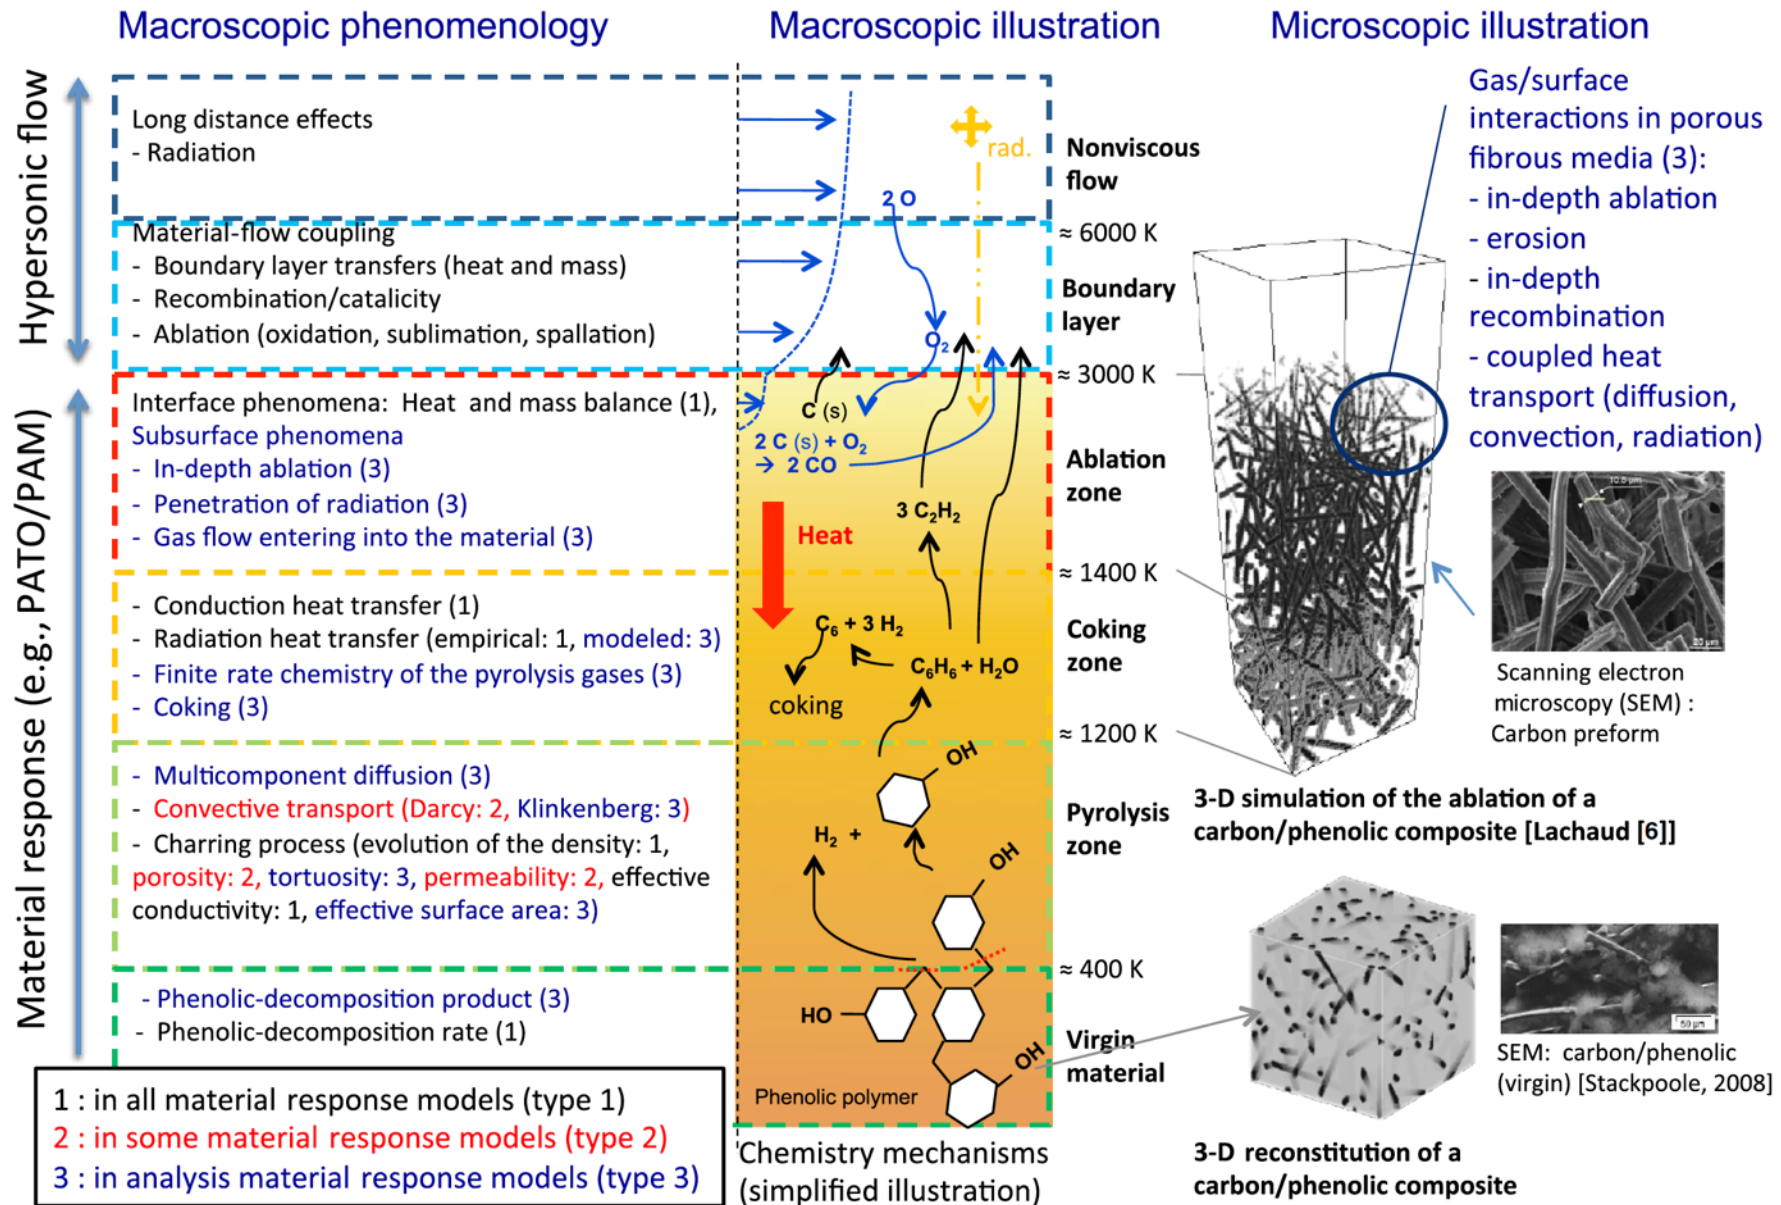 Macroscopic phenomenology
Macroscopic illustration
Microscopic illustration
Hypersonic flow
Material response (e.g., PATO/PAM)
Long distance effects
- Radiation
Material-flow coupling
- Boundary layer transfers (heat and mass)
- Recombination/catalicity
- Ablation (oxidation, sublimation, spallation)
Interface phenomena: Heat and mass balance (1),
Subsurface phenomena
- In-depth ablation (3)
- Penetration of radiation (3)
- Gas flow entering into the material (3)
- Conduction heat transfer (1)
- Radiation heat transfer (empirical: 1, modeled: 3)
- Finite rate chemistry of the pyrolysis gases (3)
- Coking (3)
- Multicomponent diffusion (3)
- Convective transport (Darcy: 2, Klinkenberg: 3)
- Charring process (evolution of the density: 1,
porosity: 2, tortuosity: 3, permeability: 2, effective
conductivity: 1, effective surface area: 3)
- Phenolic-decomposition product (3)
- Phenolic-decomposition rate (1)
1 : in all material response models (type 1)
2 : in some material response models (type 2)
3 : in analysis material response models (type 3)
rad.
2 O
O₂
C (s)
2 C (s) + O₂
→ 2 CO
3 C₂H₂
Heat
C₆ + 3 H₂
C₆H₆ + H₂O
coking
OH
H₂ +
OH
HO
OH
Phenolic polymer
Chemistry mechanisms
(simplified illustration)
Nonviscous
flow
≈ 6000 K
Boundary
layer
≈ 3000 K
Ablation
zone
≈ 1400 K
Coking
zone
≈ 1200 K
Pyrolysis
zone
≈ 400 K
Virgin
material
Gas/surface
interactions in porous
fibrous media (3):
- in-depth ablation
- erosion
- in-depth
recombination
- coupled heat
transport (diffusion,
convection, radiation)
10.6 μm
20 μm
Scanning electron
microscopy (SEM) :
Carbon preform
3-D simulation of the ablation of a
carbon/phenolic composite [Lachaud [6]]
50 μm
SEM: carbon/phenolic
(virgin) [Stackpoole, 2008]
3-D reconstitution of a
carbon/phenolic composite